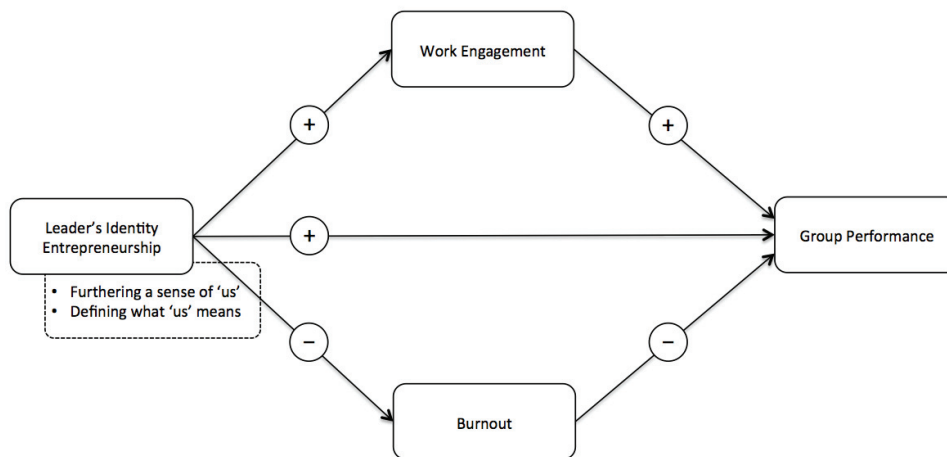 Work Engagement
+
+
Leader’s Identity
Entrepreneurship
+
Group Performance
• Furthering a sense of ‘us’
• Defining what ‘us’ means
−
−
Burnout